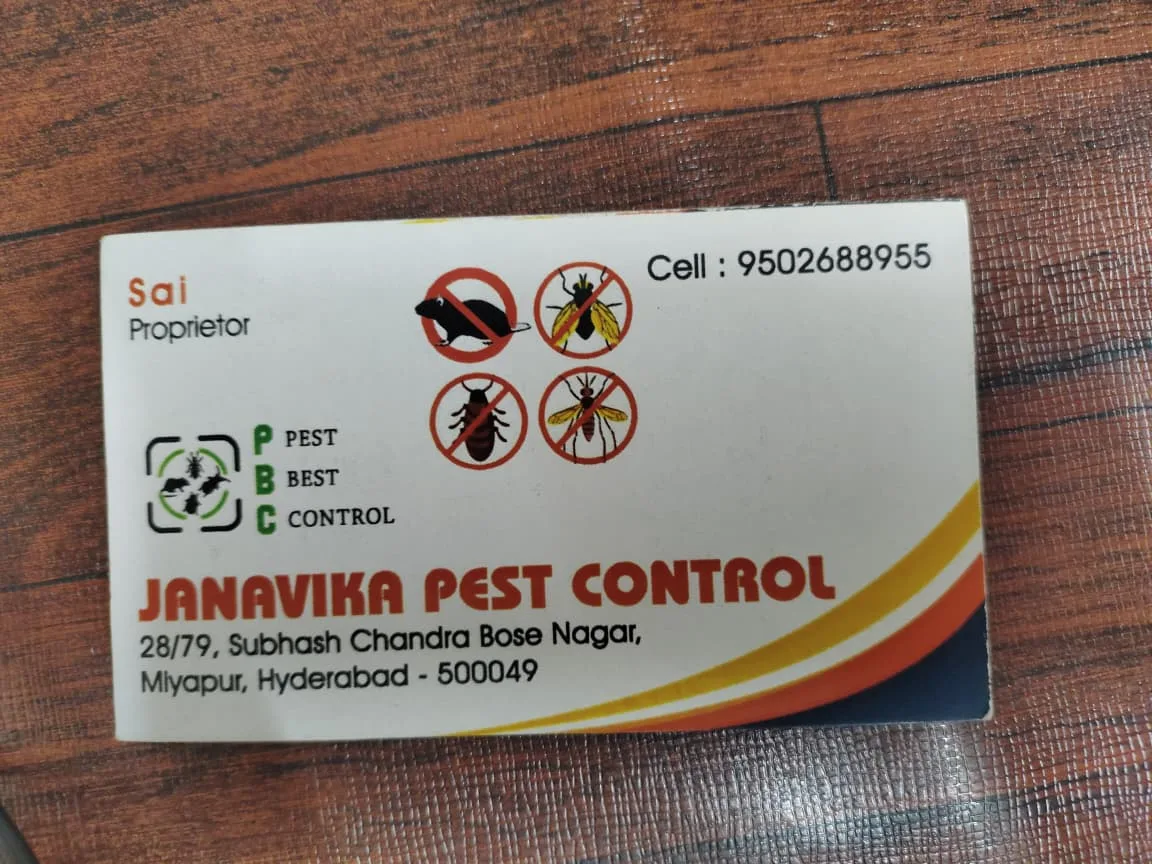 Sai
Proprietor
Cell : 9502688955
P PEST
B BEST
C CONTROL
JANAVIKA PEST CONTROL
28/79, Subhash Chandra Bose Nagar,
Miyapur, Hyderabad - 500049